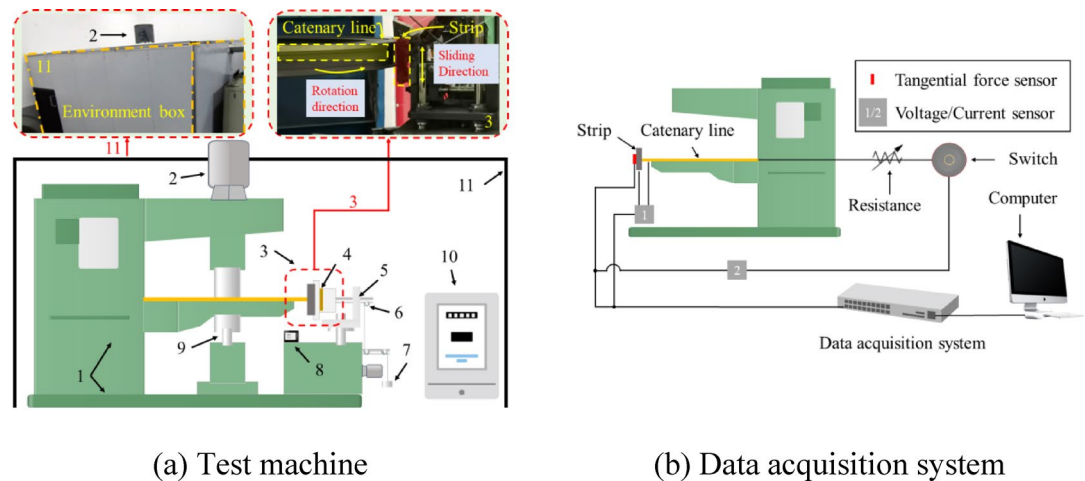 2
11
Environment box
Catenary line
Strip
Sliding
Direction
Rotation
direction
3
11
2
3
11
3
4
5
6
10
9
8
7
1
Tangential force sensor
1/2
Voltage/Current sensor
Strip
Catenary line
Switch
Resistance
Computer
1
2
Data acquisition system
(a) Test machine
(b) Data acquisition system